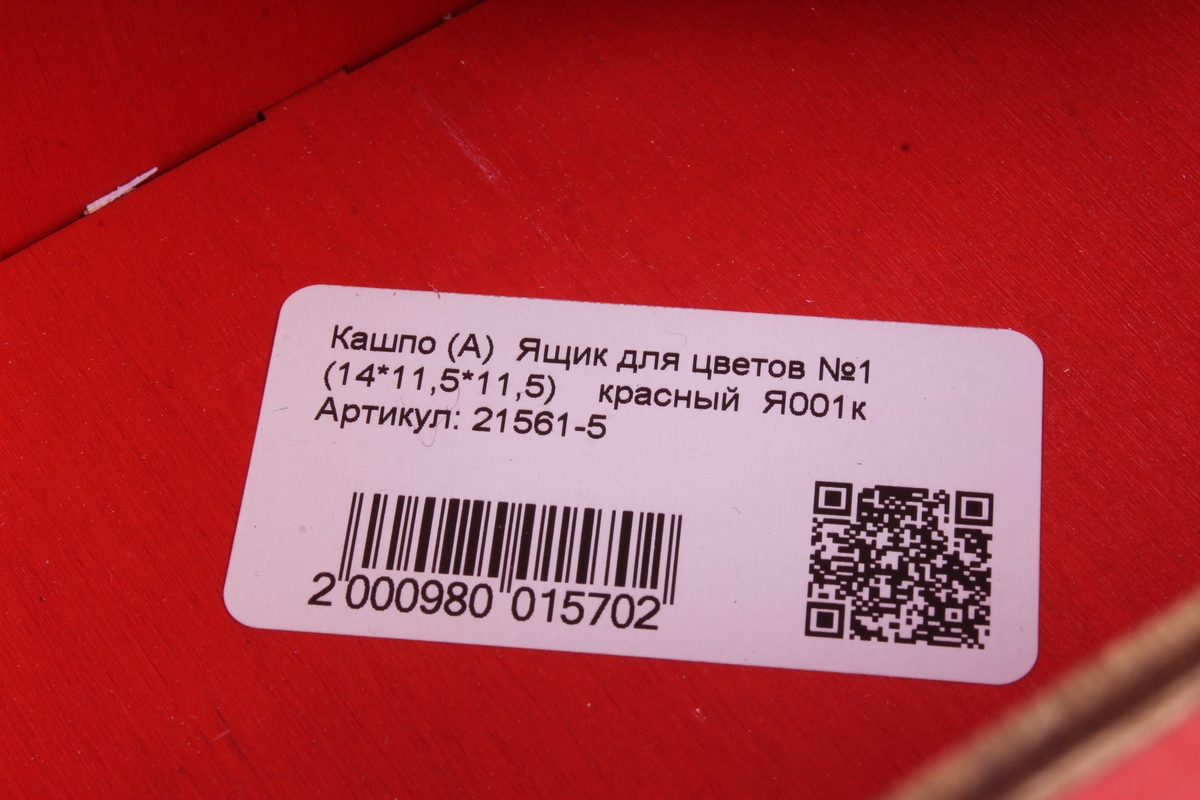 Кашпо (А) Ящик для цветов №1
(14*11,5*11,5) красный Я001к
Артикул: 21561-5
2 000980 015702